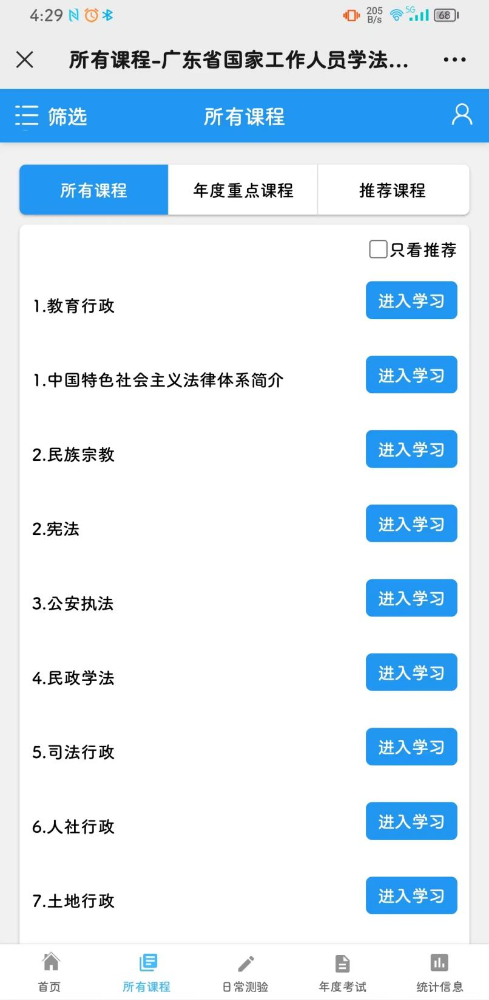 4:29
205 B/s
5G
68
所有课程-广东省国家工作人员学法...
筛选
所有课程
所有课程
年度重点课程
推荐课程
只看推荐
1.教育行政
进入学习
1.中国特色社会主义法律体系简介
进入学习
2.民族宗教
进入学习
2.宪法
进入学习
3.公安执法
进入学习
4.民政学法
进入学习
5.司法行政
进入学习
6.人社行政
进入学习
7.土地行政
进入学习
首页
所有课程
日常测验
年度考试
统计信息